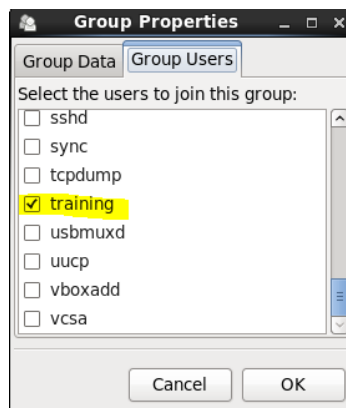 Group Properties
Group Data Group Users
Select the users to join this group:
sshd
sync
tcpdump
training
usbmuxd
uucp
vboxadd
vcsa
Cancel OK